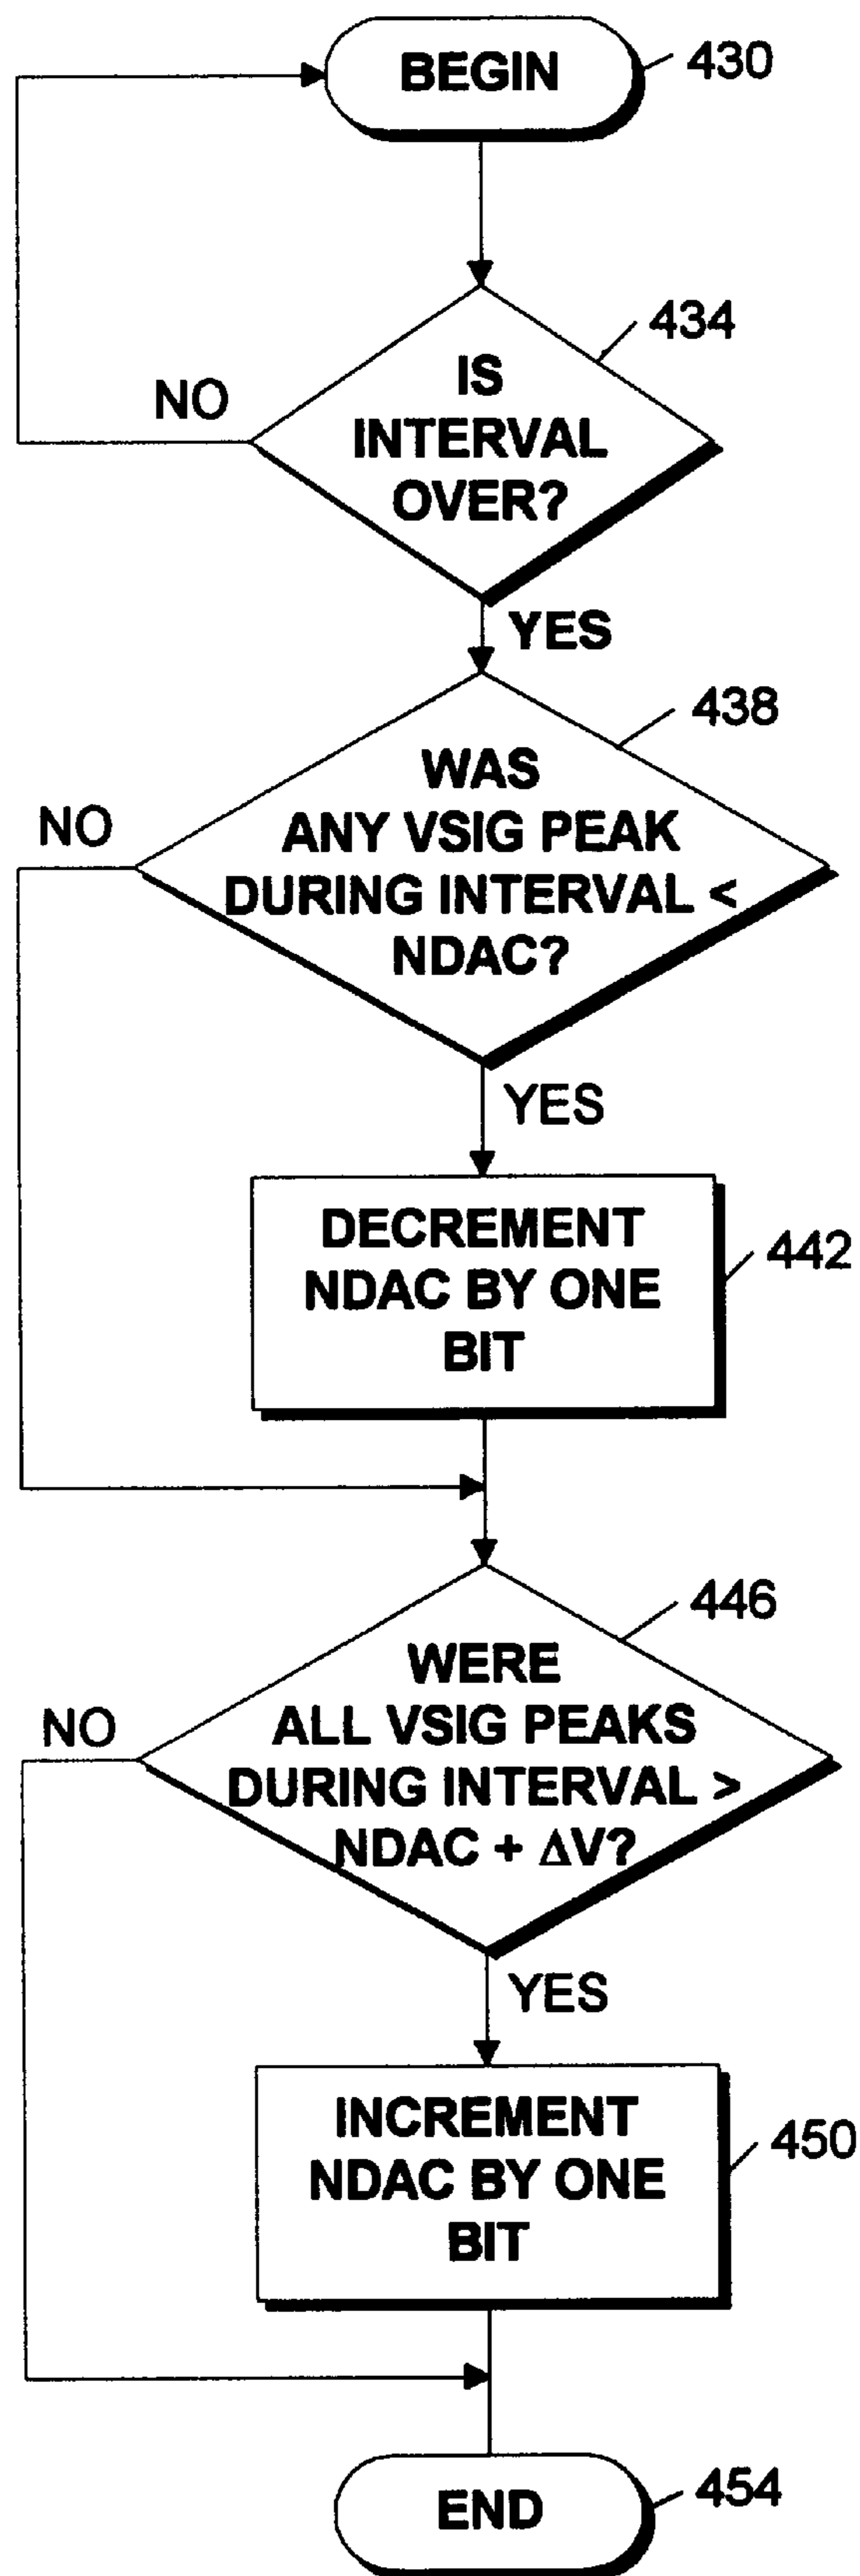 BEGIN
430
434
IS
INTERVAL
OVER?
NO
YES
438
WAS
ANY VSIG PEAK
DURING INTERVAL <
NDAC?
NO
YES
DECREMENT
NDAC BY ONE
BIT
442
446
WERE
ALL VSIG PEAKS
DURING INTERVAL >
NDAC + ΔV?
NO
YES
INCREMENT
NDAC BY ONE
BIT
450
END
454